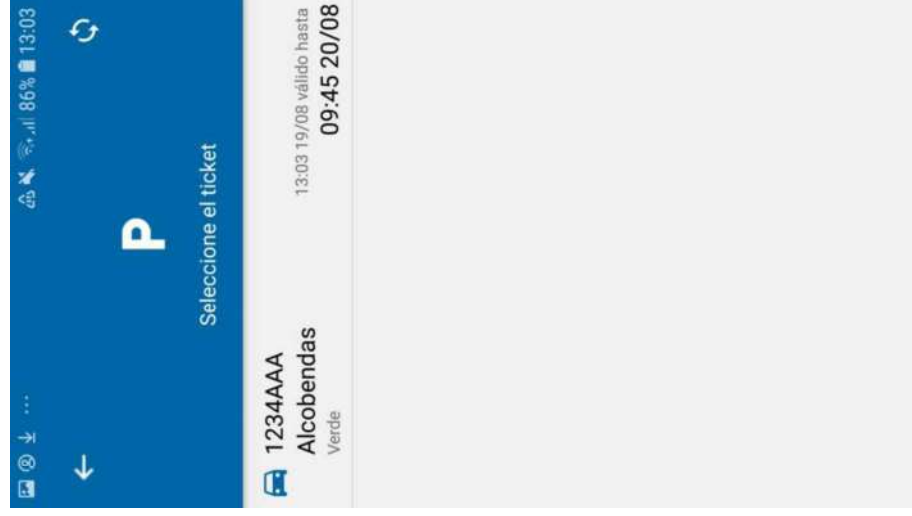 86% 13:03
P
Seleccione el ticket
1234AAA
Alcobendas
Verde
13:03 19/08 válido hasta
09:45 20/08